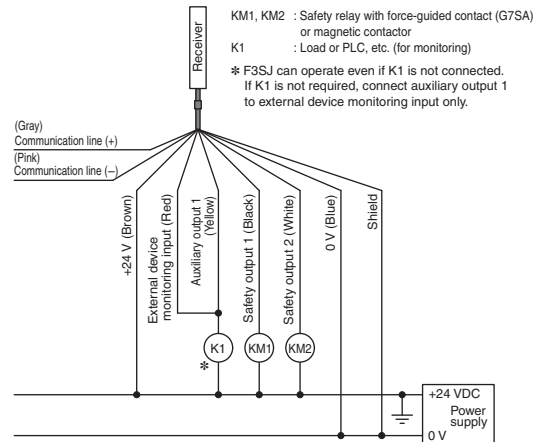 Receiver
KM1, KM2 : Safety relay with force-guided contact (G7SA)
or magnetic contactor
K1 : Load or PLC, etc. (for monitoring)
* F3SJ can operate even if K1 is not connected.
If K1 is not required, connect auxiliary output 1
to external device monitoring input only.
(Gray)
Communication line (+)
(Pink)
Communication line (−)
+24 V (Brown)
External device
monitoring input (Red)
Auxiliary output 1
(Yellow)
Safety output 1 (Black)
Safety output 2 (White)
0 V (Blue)
Shield
K1
KM1
KM2
*
+24 VDC
Power
supply
0 V